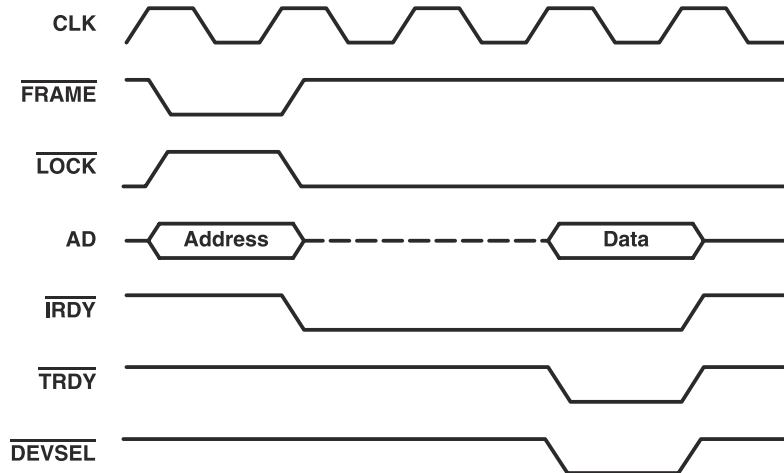 CLK
FRAME
LOCK
AD Address Data
IRDY
TRDY
DEVSEL